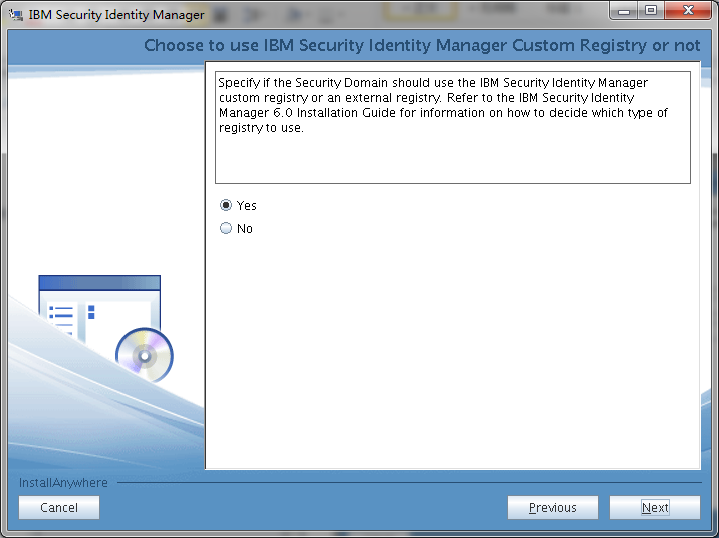 IBM Security Identity Manager
Choose to use IBM Security Identity Manager Custom Registry or not
Specify if the Security Domain should use the IBM Security Identity Manager
custom registry or an external registry. Refer to the IBM Security Identity
Manager 6.0 Installation Guide for information on how to decide which type of
registry to use.
Yes
No
InstallAnywhere
Cancel
Previous
Next